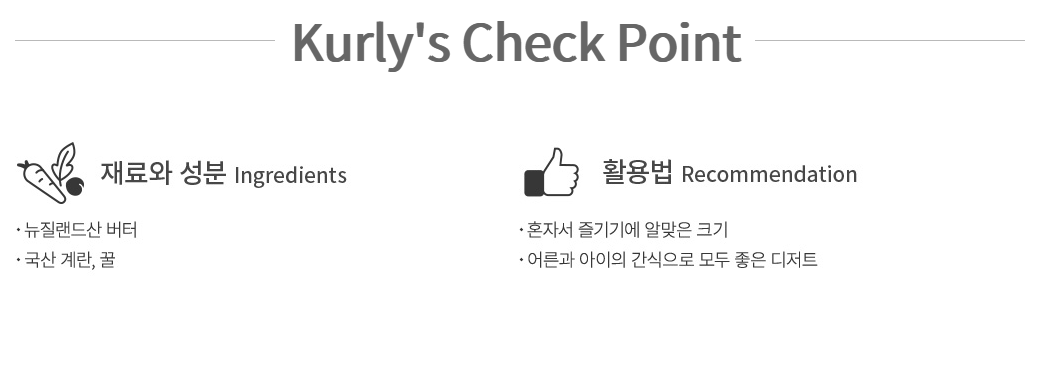 Kurly's Check Point
재료와 성분 Ingredients
· 뉴질랜드산 버터
· 국산 계란, 꿀
활용법 Recommendation
· 혼자서 즐기기에 알맞은 크기
· 어른과 아이의 간식으로 모두 좋은 디저트